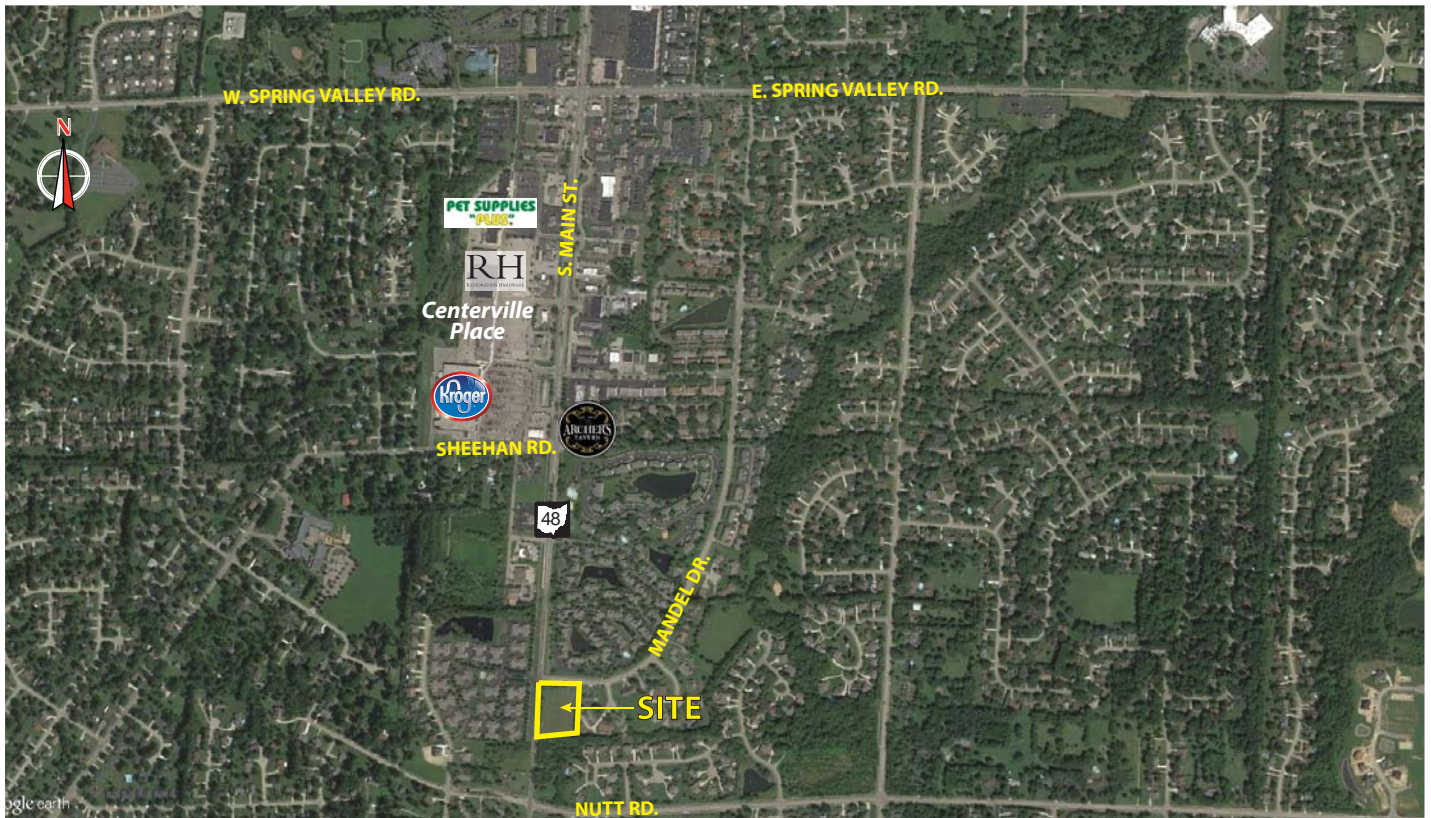 W. SPRING VALLEY RD.
E. SPRING VALLEY RD.
N
PET SUPPLIES
"PLUS"
S. MAIN ST.
RH
RESTORATION HARDWARE
Centerville
Place
Kroger
ARCHER'S
TAVERN
SHEEHAN RD.
48
MANDEL DR.
SITE
ogle earth
NUTT RD.